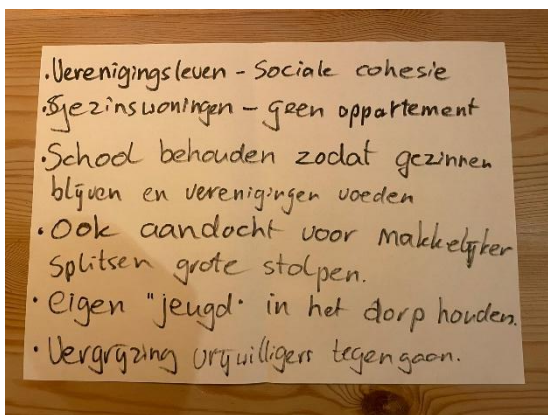 • Verenigingsleven - Sociale cohesie
• Gezinswoningen - geen appartement
• School behouden zodat gezinnen
blijven en verenigingen voeden
• Ook aandacht voor makkelijker
splitsen grote stolpen.
• eigen "jeugd" in het dorp houden.
• Vergrijzing vrijwilligers tegengaan.